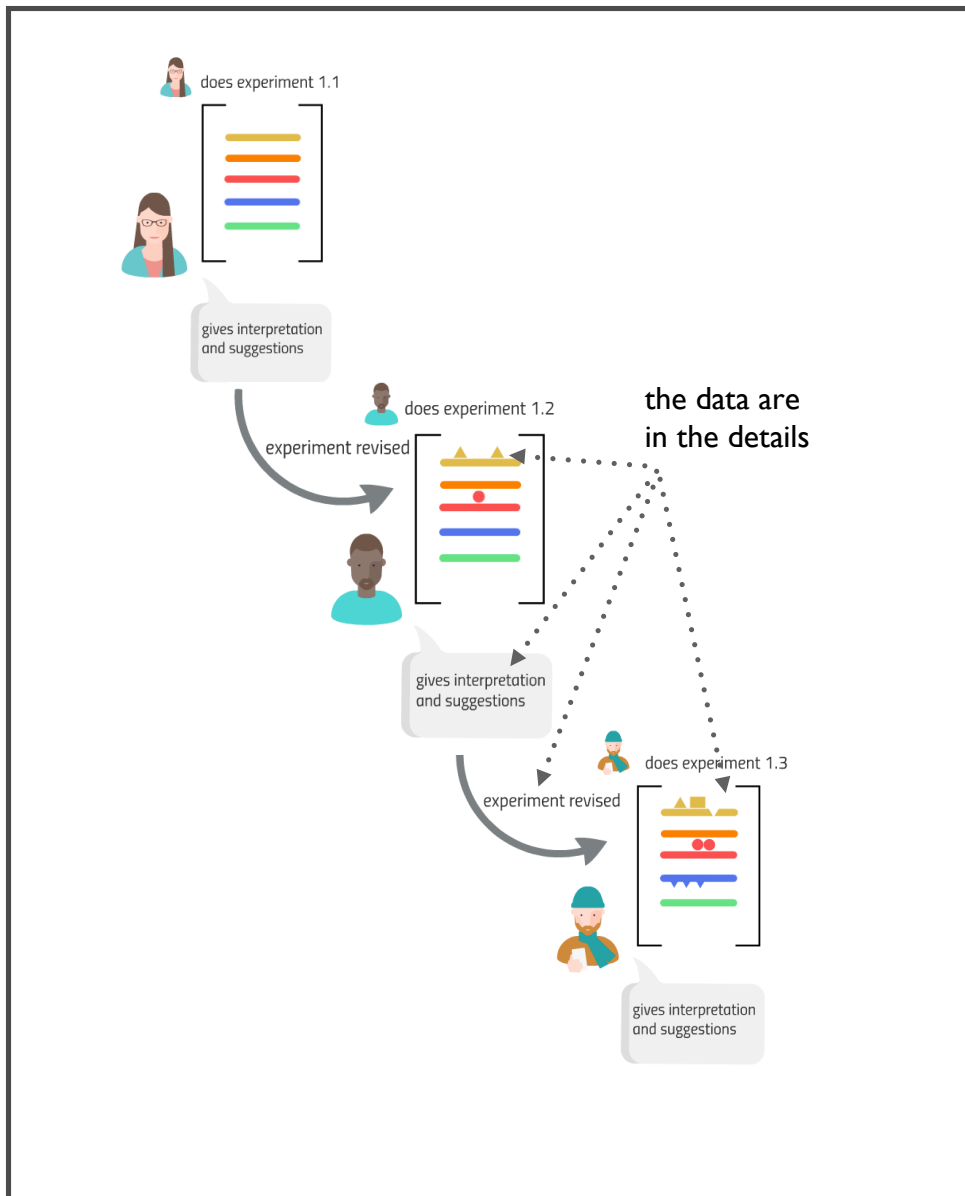 does experiment 1.1
gives interpretation
and suggestions
does experiment 1.2
the data are
in the details
experiment revised
gives interpretation
and suggestions
does experiment 1.3
experiment revised
gives interpretation
and suggestions